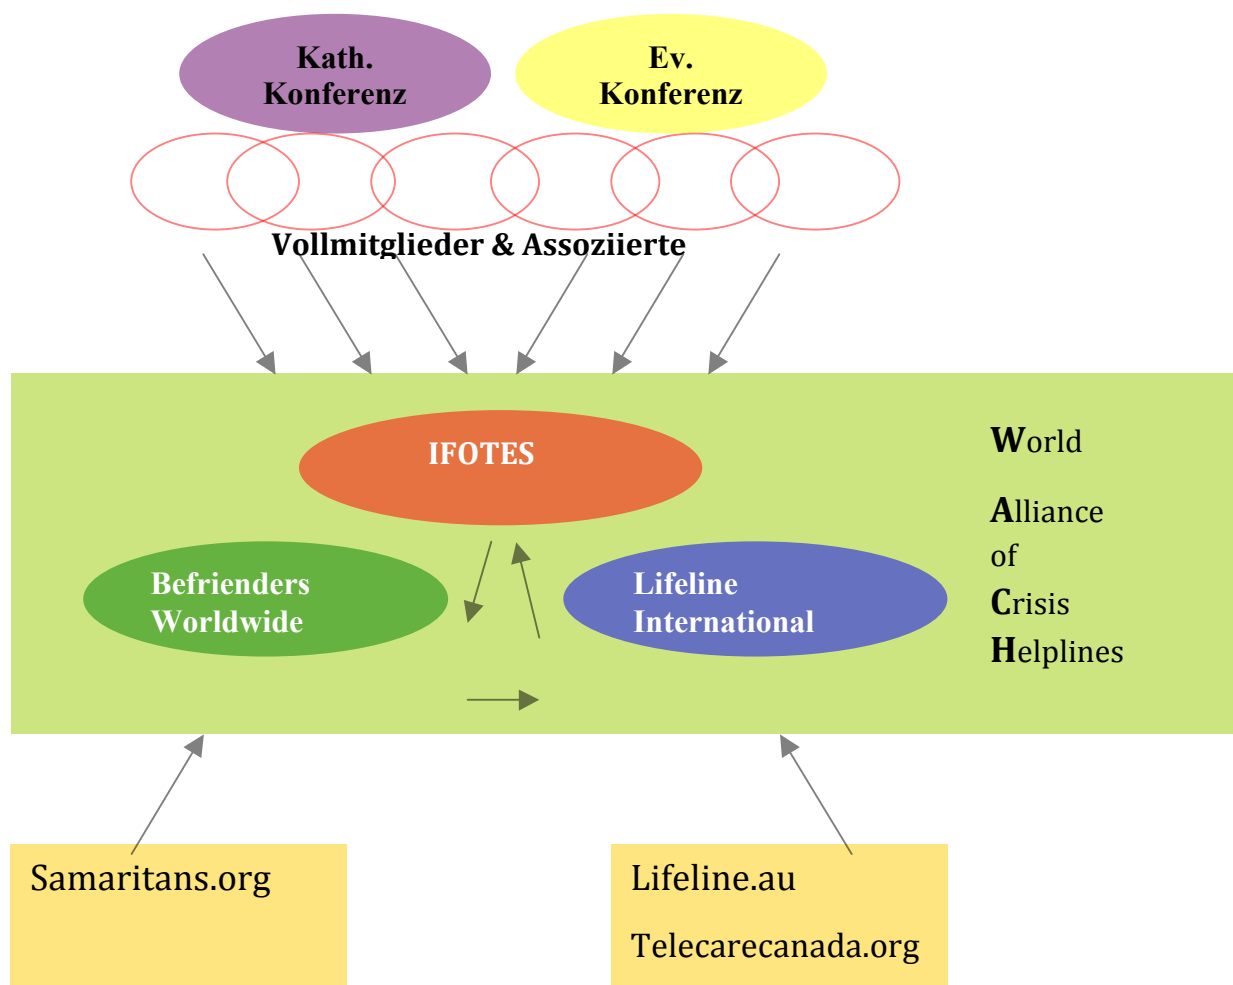 Kath.
Konferenz
Ev.
Konferenz
Vollmitglieder & Assoziierte
IFOTES
Befrienders
Worldwide
Lifeline
International
World
Alliance
of
Crisis
Helplines
Samaritans.org
Lifeline.au
Telecarecanada.org